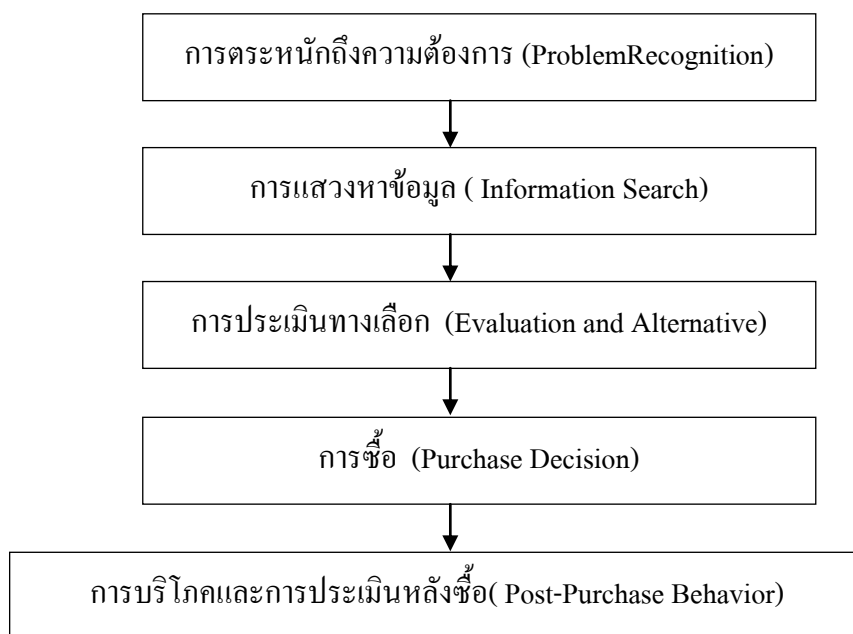 การตระหนักถึงความต้องการ (ProblemRecognition)
การแสวงหาข้อมูล ( Information Search)
การประเมินทางเลือก (Evaluation and Alternative)
การซื้อ (Purchase Decision)
การบริโภคและการประเมินหลังซื้อ( Post-Purchase Behavior)